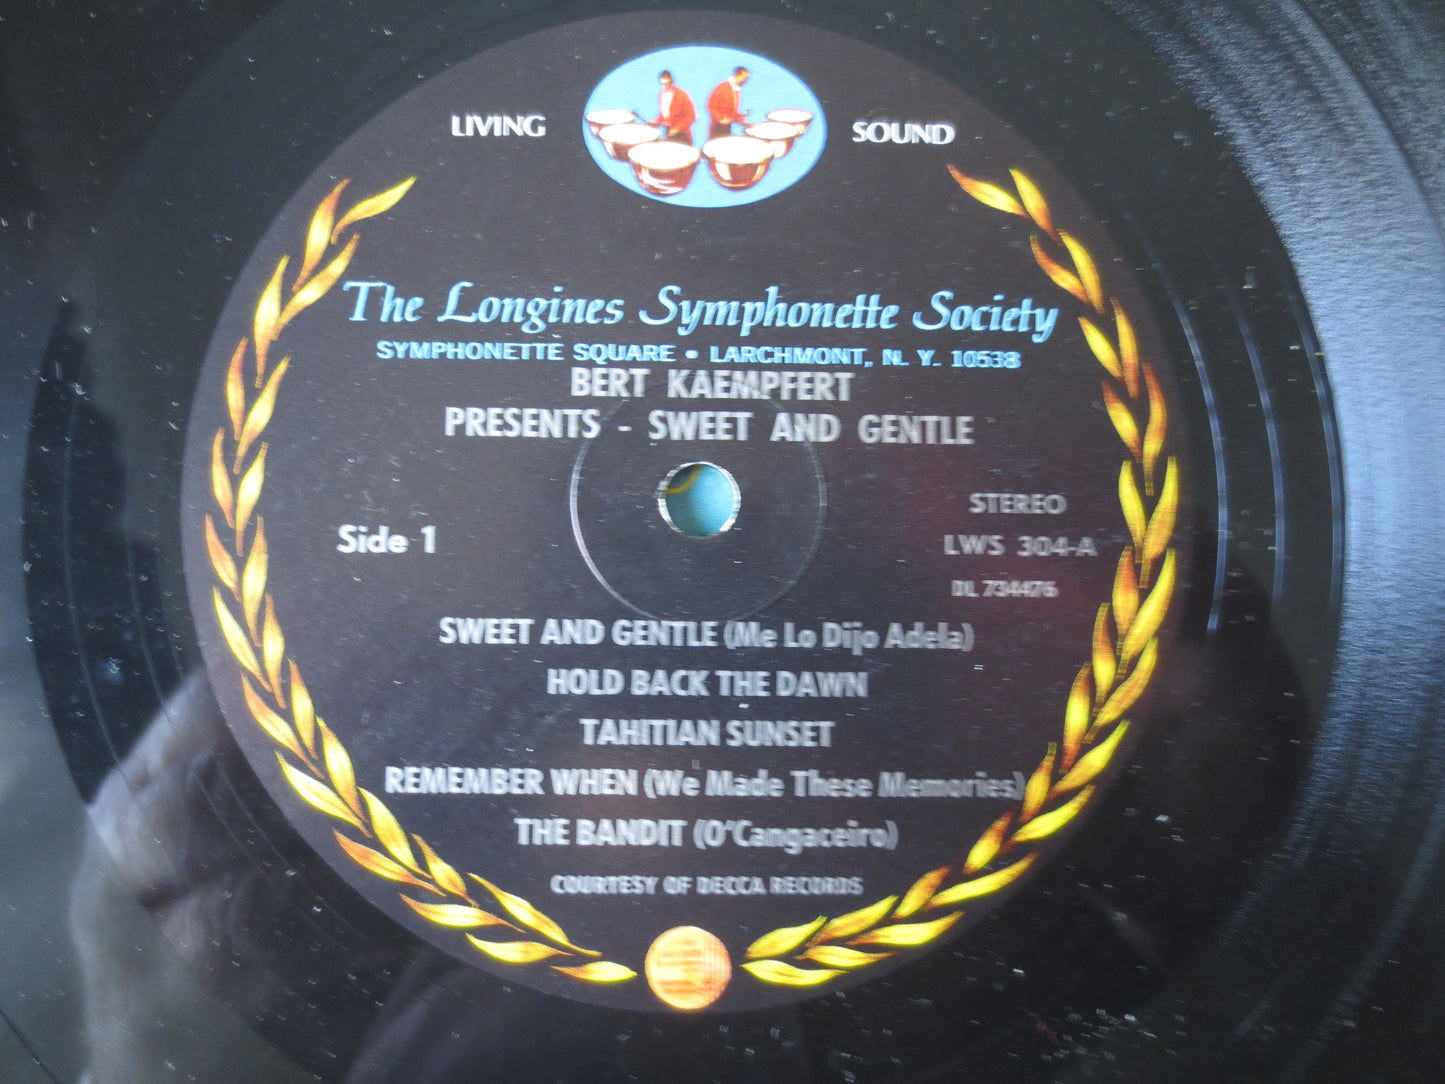 LIVING SOUND
The Longines Symphonette Society
SYMPHONETTE SQUARE • LARCHMONT, N. Y. 10538
BERT KAEMPFERT
PRESENTS - SWEET AND GENTLE
STEREO
Side 1
LWS 304-A
DL 734476
SWEET AND GENTLE (Me Lo Dijo Adela)
HOLD BACK THE DAWN
TAHITIAN SUNSET
REMEMBER WHEN (We Made These Memories)
THE BANDIT (O'Cangaceiro)
COURTESY OF DECCA RECORDS